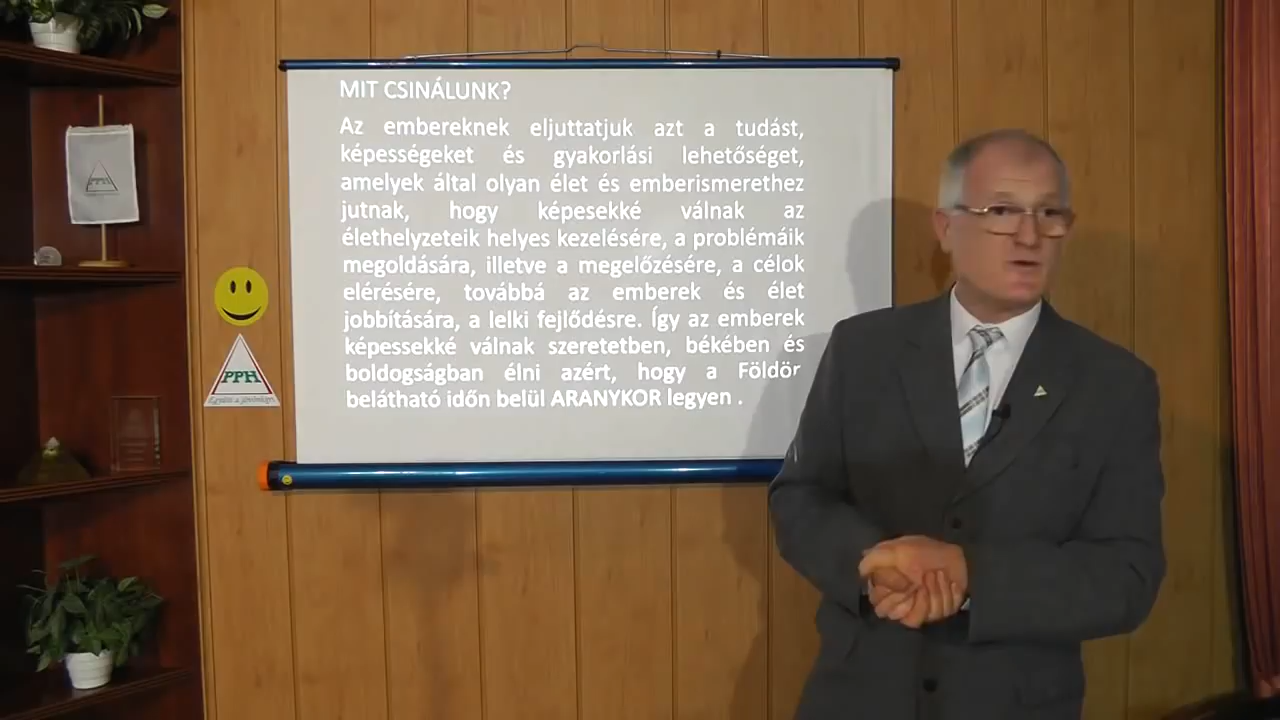 MIT CSINÁLUNK?
Az embereknek eljuttatjuk azt a tudást,
képességeket és gyakorlási lehetőséget,
amelyek által olyan élet és emberismerethez
jutnak, hogy képesekké válnak az
élethelyzeteik helyes kezelésére, a problémáik
megoldására, illetve a megelőzésére, a célok
elérésére, továbbá az emberek és élet
jobbítására, a lelki fejlődésre. Így az emberek
képessekké válnak szeretetben, békében és
boldogságban élni azért, hogy a Földör
belátható időn belül ARANYKOR legyen .
PPH